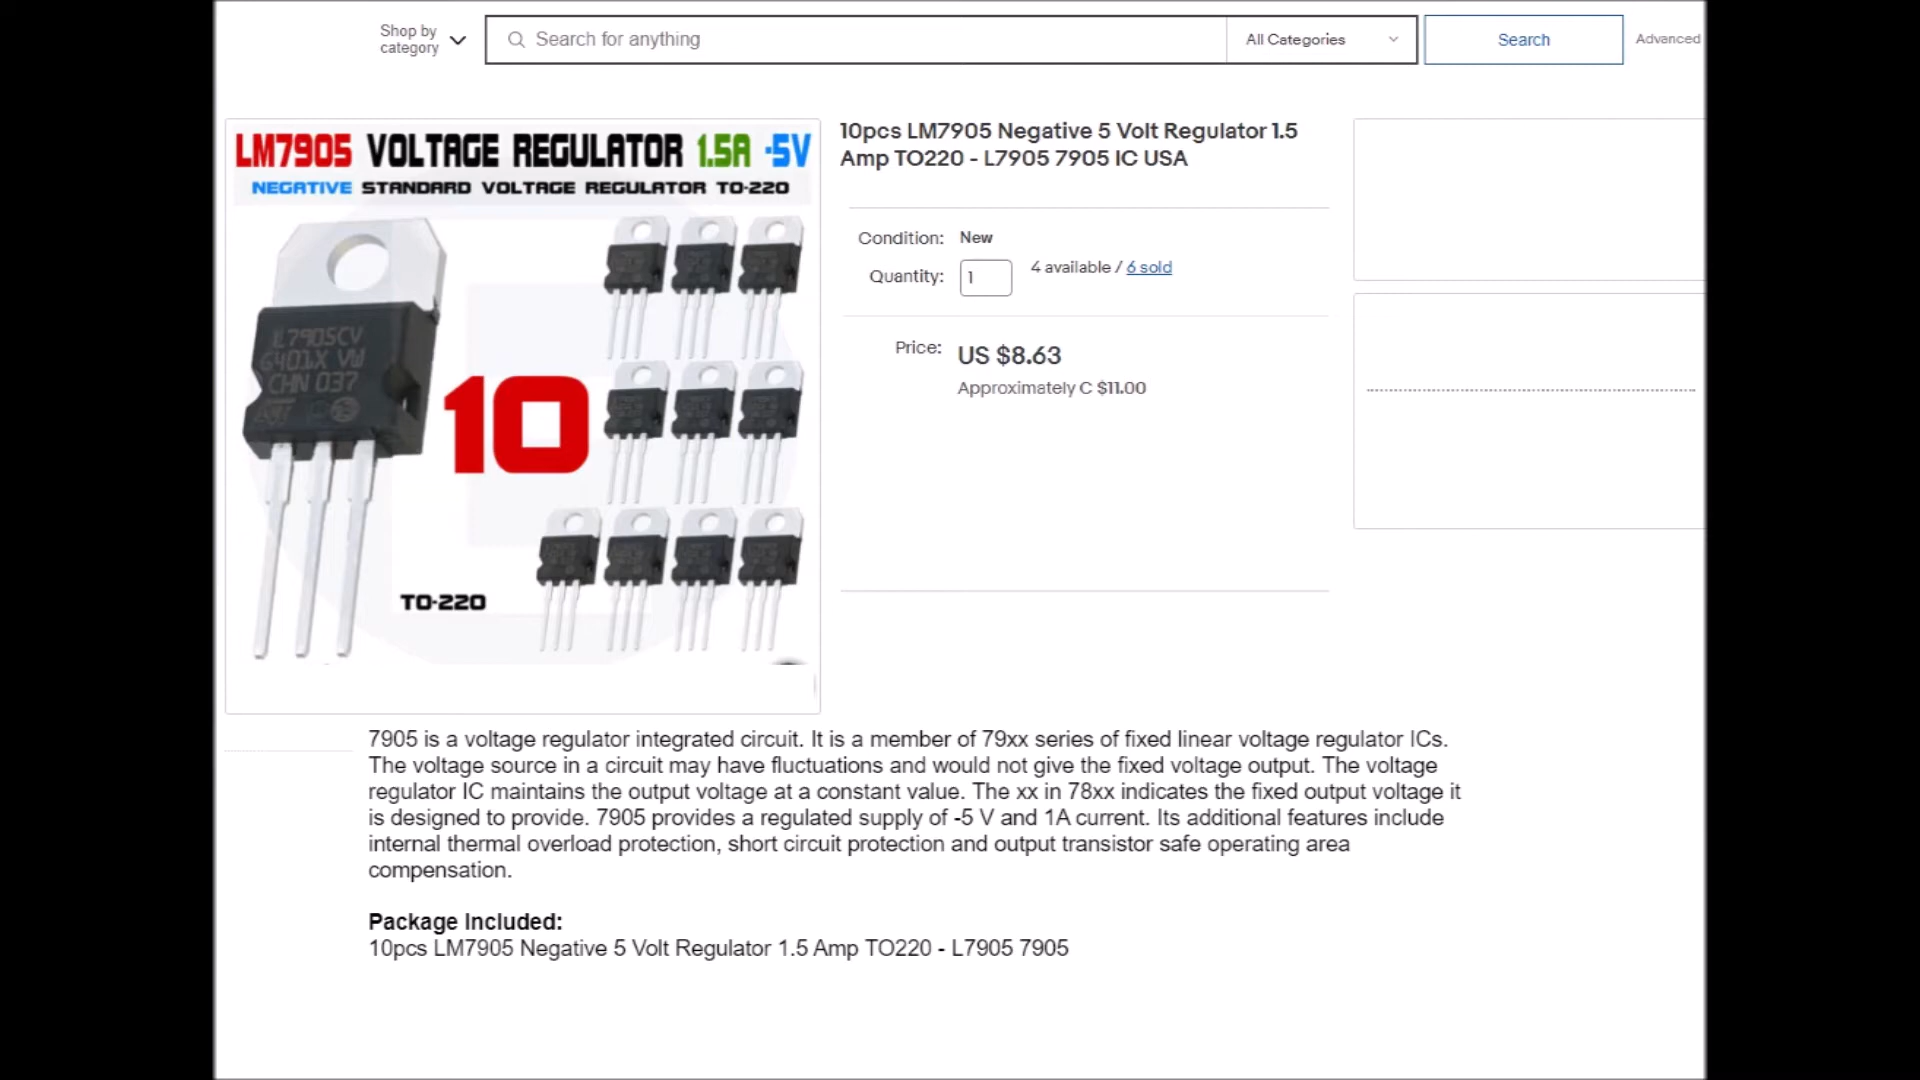 Shop by
category
Search for anything
All Categories
Search
Advanced
LM7905 VOLTAGE REGULATOR 1.5A -5V
NEGATIVE STANDARD VOLTAGE REGULATOR TO-220
L7905CV
G401X VW
CHN 037
10
TO-220
10pcs LM7905 Negative 5 Volt Regulator 1.5
Amp TO220 - L7905 7905 IC USA
Condition: New
Quantity: 1 4 available / 6 sold
Price: US $8.63
Approximately C $11.00
7905 is a voltage regulator integrated circuit. It is a member of 79xx series of fixed linear voltage regulator ICs.
The voltage source in a circuit may have fluctuations and would not give the fixed voltage output. The voltage
regulator IC maintains the output voltage at a constant value. The xx in 78xx indicates the fixed output voltage it
is designed to provide. 7905 provides a regulated supply of -5 V and 1A current. Its additional features include
internal thermal overload protection, short circuit protection and output transistor safe operating area
compensation.
Package Included:
10pcs LM7905 Negative 5 Volt Regulator 1.5 Amp TO220 - L7905 7905